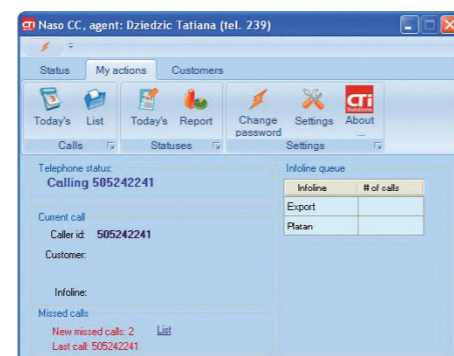 CTi Naso CC, agent: Dziedzic Tatiana (tel. 239)
Status My actions Customers
Today's List Today's Report Change password Settings CTi About ...
Calls Statuses Settings
Telephone status:
Calling 505242241
Current call
Caller id: 505242241
Customer:
Infoline:
Missed calls
New missed calls: 2 List
Last call: 505242241
Infoline queue
Infoline # of calls
Export
Platan